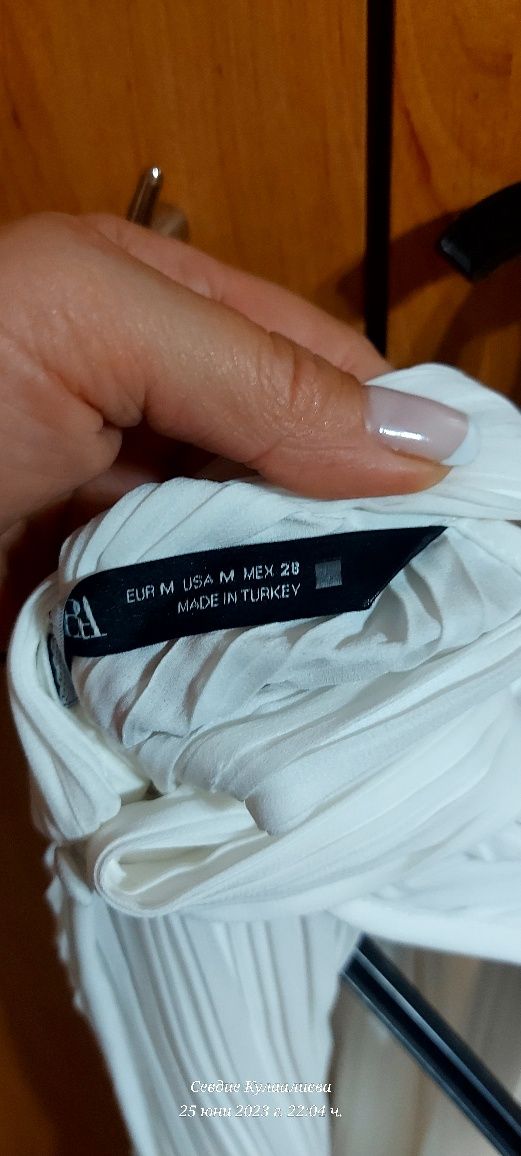 EUR M USA M MEX 28
MADE IN TURKEY
Севдие Кулаалиева
25 юни 2023 г. 22:04 ч.